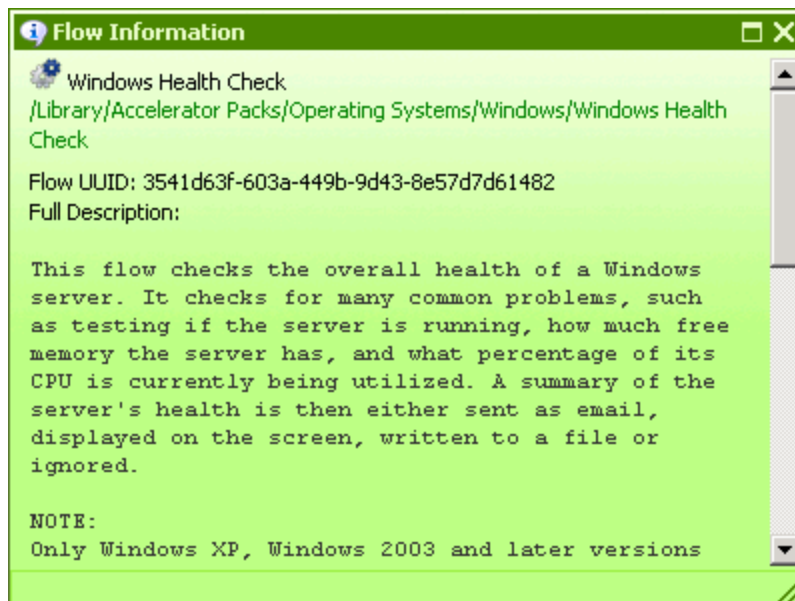 Flow Information
Windows Health Check
/Library/Accelerator Packs/Operating Systems/Windows/Windows Health
Check
Flow UUID: 3541d63f-603a-449b-9d43-8e57d7d61482
Full Description:
This flow checks the overall health of a Windows
server. It checks for many common problems, such
as testing if the server is running, how much free
memory the server has, and what percentage of its
CPU is currently being utilized. A summary of the
server's health is then either sent as email,
displayed on the screen, written to a file or
ignored.
NOTE:
Only Windows XP, Windows 2003 and later versions